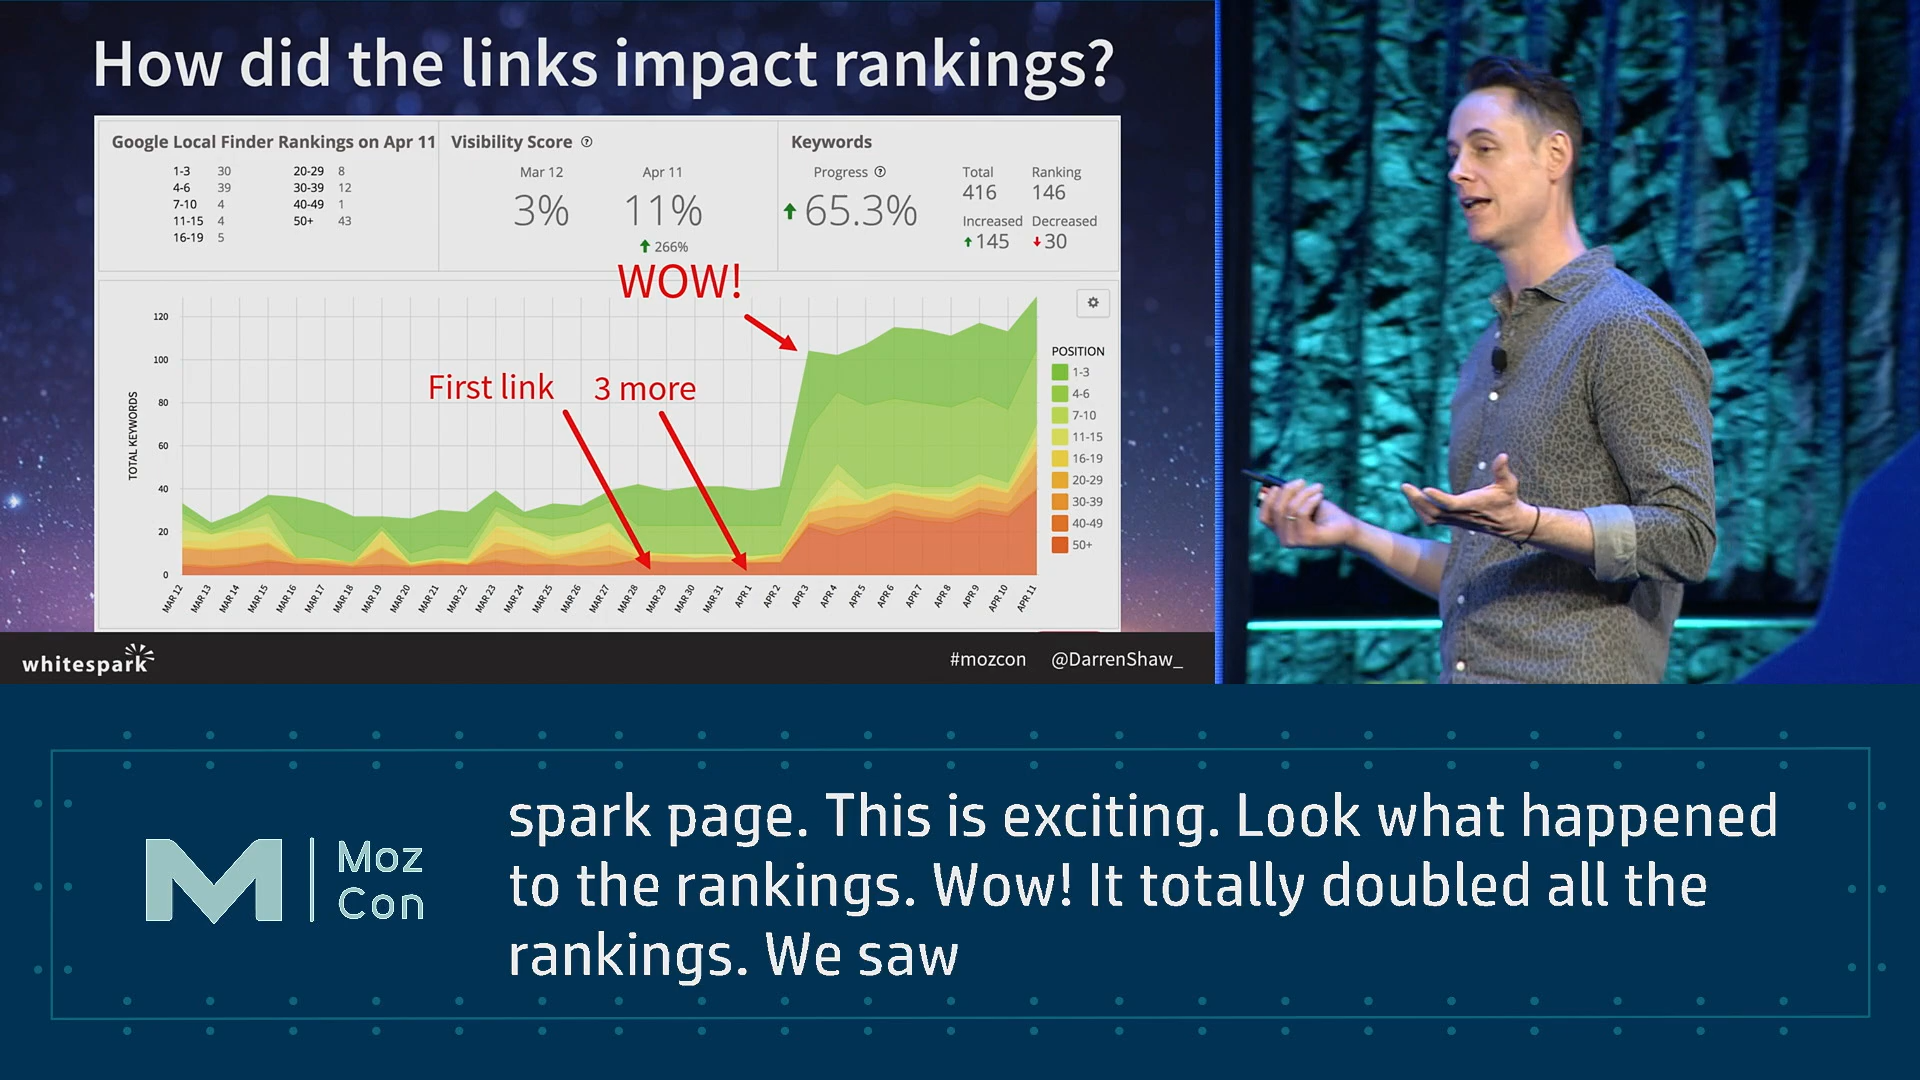 How did the links impact rankings?
Google Local Finder Rankings on Apr 11
1-3 30 20-29 8
4-6 39 30-39 12
7-10 4 40-49 1
11-15 4 50+ 43
16-19 5
Visibility Score ?
Mar 12 Apr 11
3% 11%
266%
Keywords
Progress ? Total Ranking
65.3% 416 146
Increased Decreased
145 30
WOW!
First link 3 more
TOTAL KEYWORDS
120
100
80
60
40
20
0
MAR 12 MAR 13 MAR 14 MAR 15 MAR 16 MAR 17 MAR 18 MAR 19 MAR 20 MAR 21 MAR 22 MAR 23 MAR 24 MAR 25 MAR 26 MAR 27 MAR 28 MAR 29 MAR 30 MAR 31 APR 1 APR 2 APR 3 APR 4 APR 5 APR 6 APR 7 APR 8 APR 9 APR 10 APR 11
POSITION
1-3
4-6
7-10
11-15
16-19
20-29
30-39
40-49
50+
whitespark #mozcon @DarrenShaw_
Moz
Con
spark page. This is exciting. Look what happened
to the rankings. Wow! It totally doubled all the
rankings. We saw